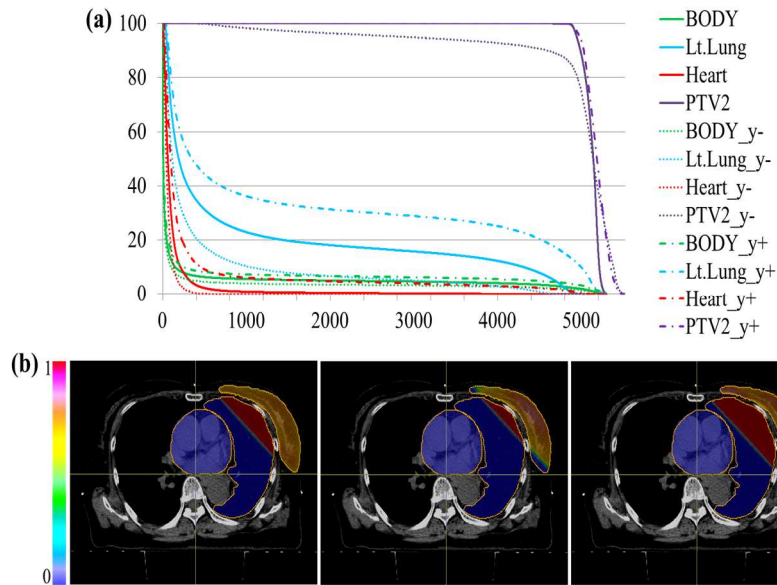 (a)
100
80
60
40
20
0
0
1000
2000
3000
4000
5000
BODY
Lt.Lung
Heart
PTV2
BODY_y-
Lt.Lung_y-
Heart_y-
PTV2_y-
BODY_y+
Lt.Lung_y+
Heart_y+
PTV2_y+
(b)
1
0